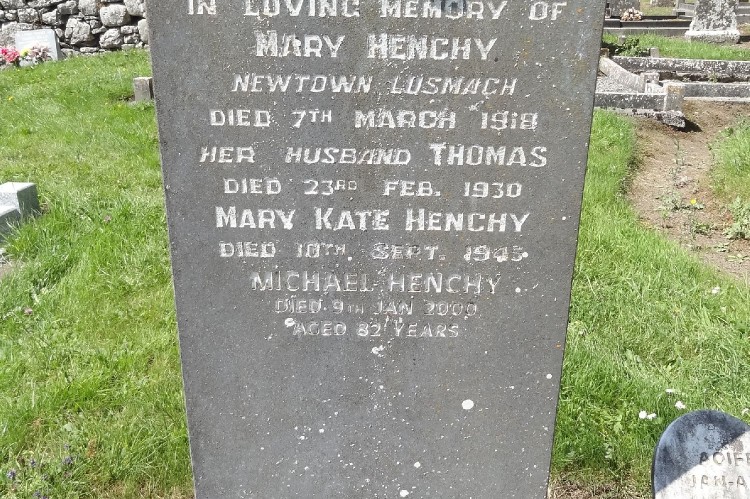 IN LOVING MEMORY OF
MARY HENCHY
NEWTOWN LUSMACH
DIED 7TH MARCH 1918
HER HUSBAND THOMAS
DIED 23RD FEB. 1930
MARY KATE HENCHY
DIED 10TH. SEPT. 1945
MICHAEL HENCHY
DIED 9TH JAN 2000
AGED 82 YEARS